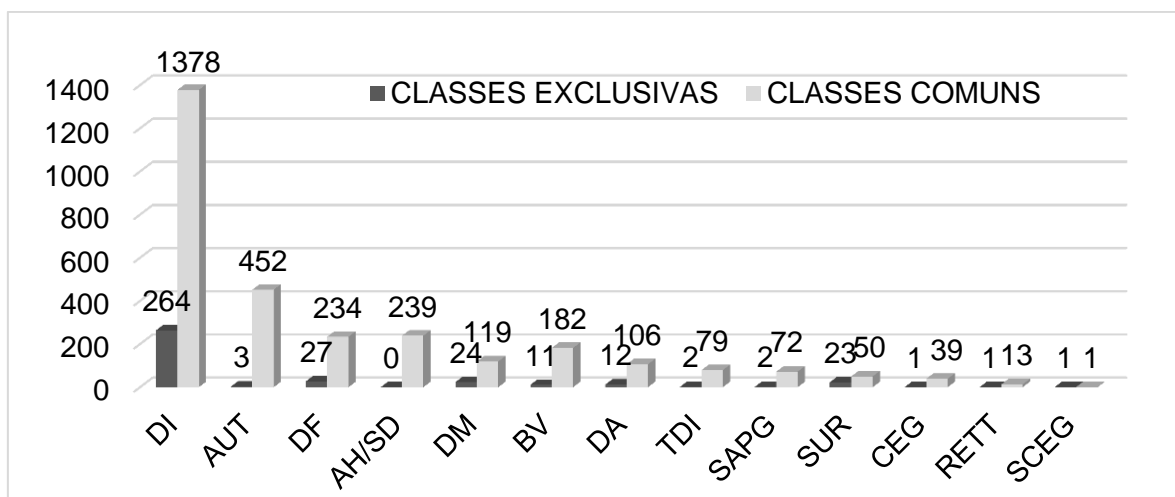 1378
1400
CLASSES EXCLUSIVAS CLASSES COMUNS
1200
1000
800
600
452
400
264
234
239
182
200
119
106
79
72
3
27
0
24
11
12
2
2
23
50
1
39
1
13
1
1
0
DI
AUT
DF
AH/SD
DM
BV
DA
TDI
SAPG
SUR
CEG
RETT
SCEG